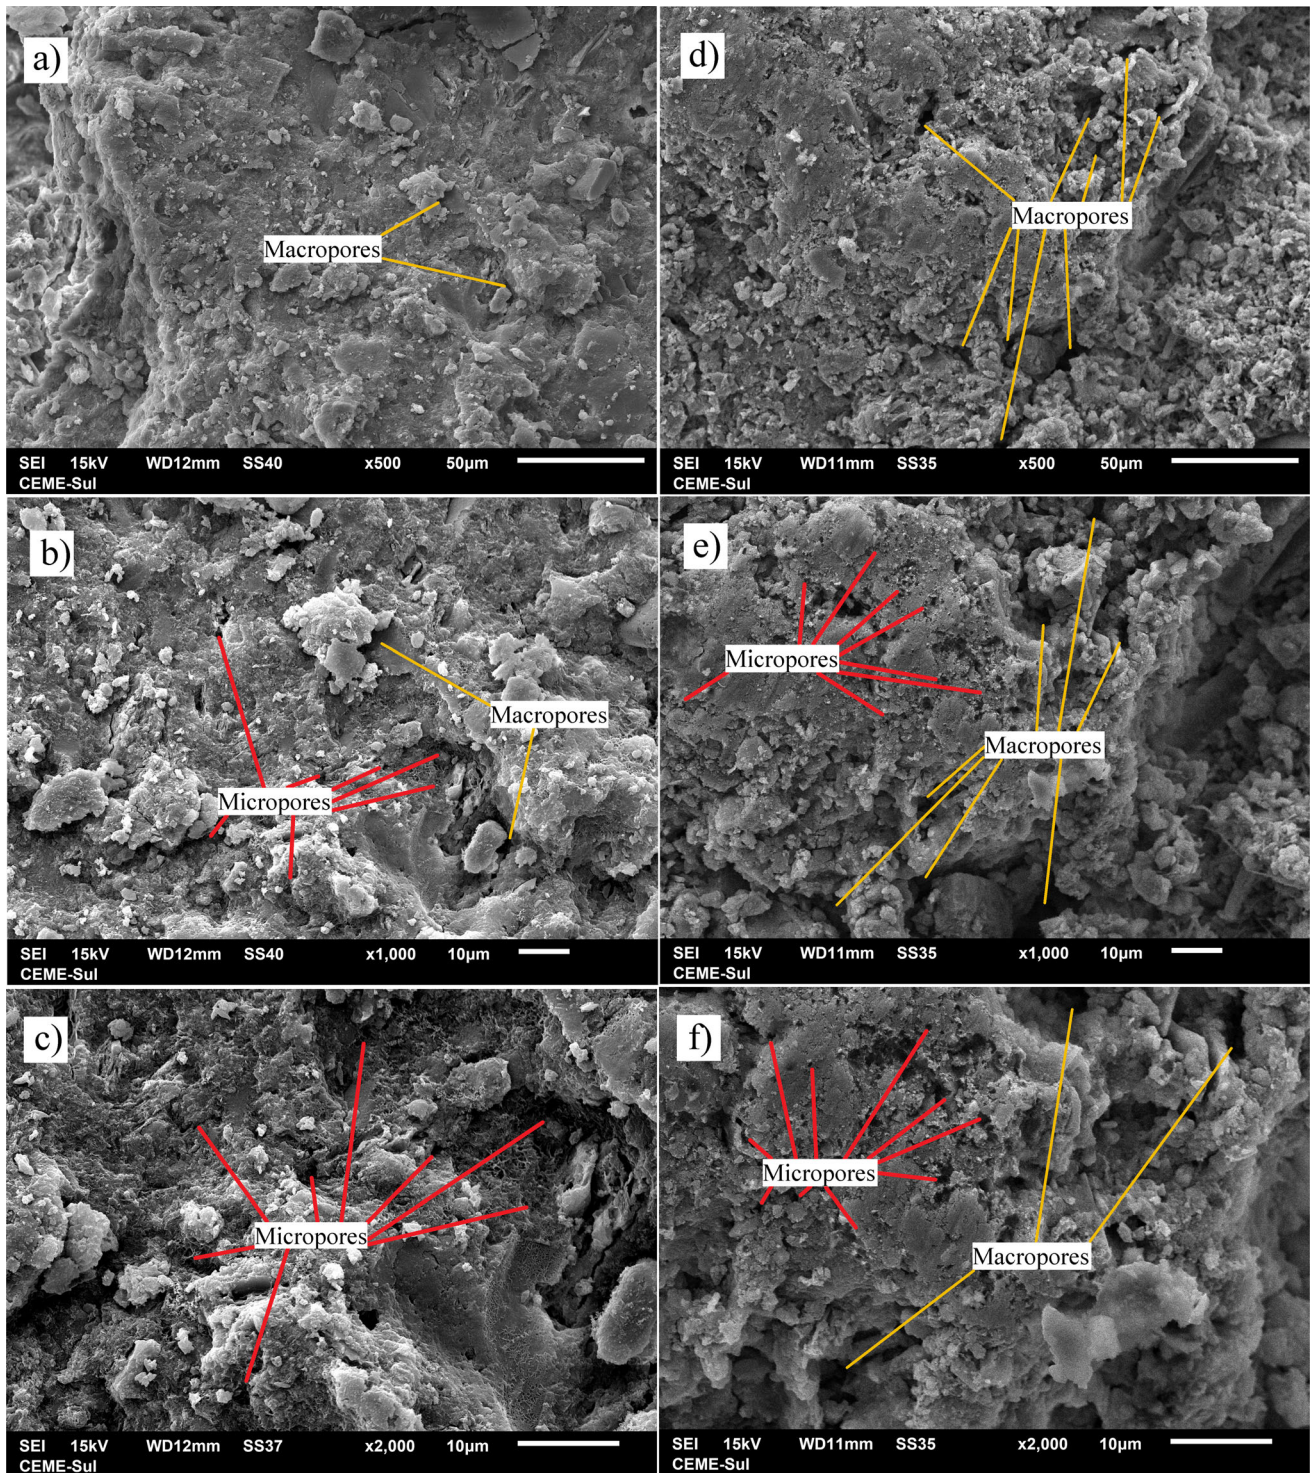 a)
Macropores
SEI 15kV WD12mm SS40 x500 50µm
CEME-Sul
d)
Macropores
SEI 15kV WD11mm SS35 x500 50µm
CEME-Sul
b)
Macropores
Micropores
SEI 15kV WD12mm SS40 x1,000 10µm
CEME-Sul
e)
Micropores
Macropores
SEI 15kV WD11mm SS35 x1,000 10µm
CEME-Sul
c)
Micropores
SEI 15kV WD12mm SS37 x2,000 10µm
CEME-Sul
f)
Micropores
Macropores
SEI 15kV WD11mm SS35 x2,000 10µm
CEME-Sul